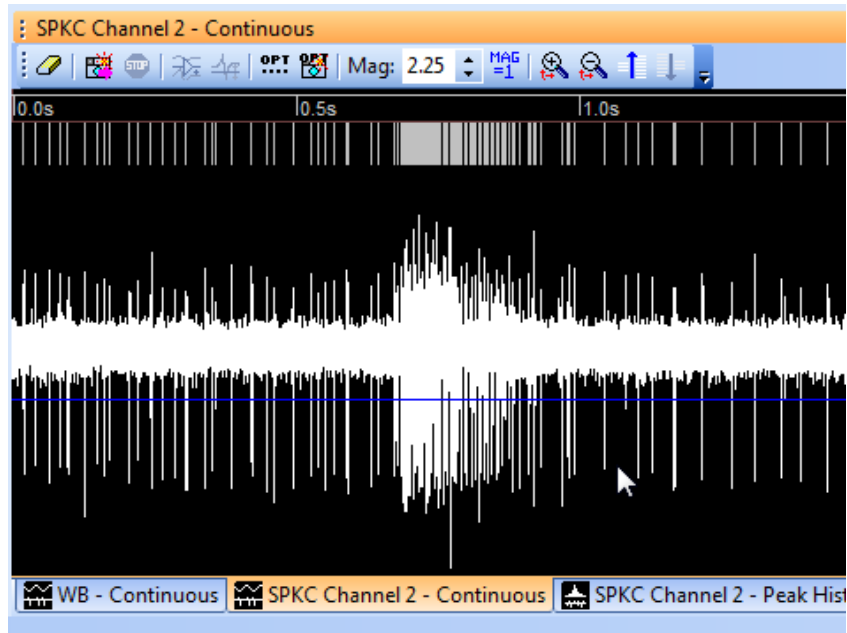 SPKC Channel 2 - Continuous
STOP OPT OPT Mag: 2.25 MAG =1
0.0s 0.5s 1.0s
WB - Continuous SPKC Channel 2 - Continuous SPKC Channel 2 - Peak Hist